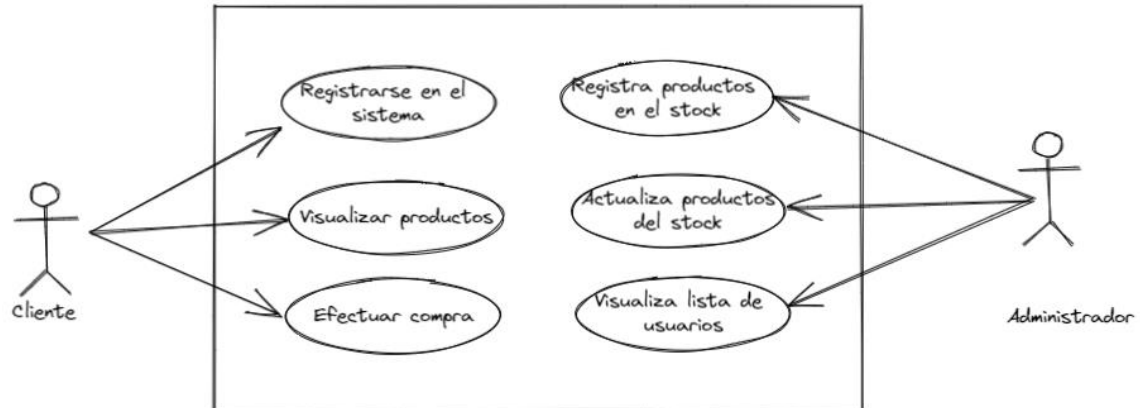 Registrarse en el
sistema
Registra productos
en el stock
Visualizar productos
Actualiza productos
del stock
Cliente
Efectuar compra
Visualiza lista de
usuarios
Administrador